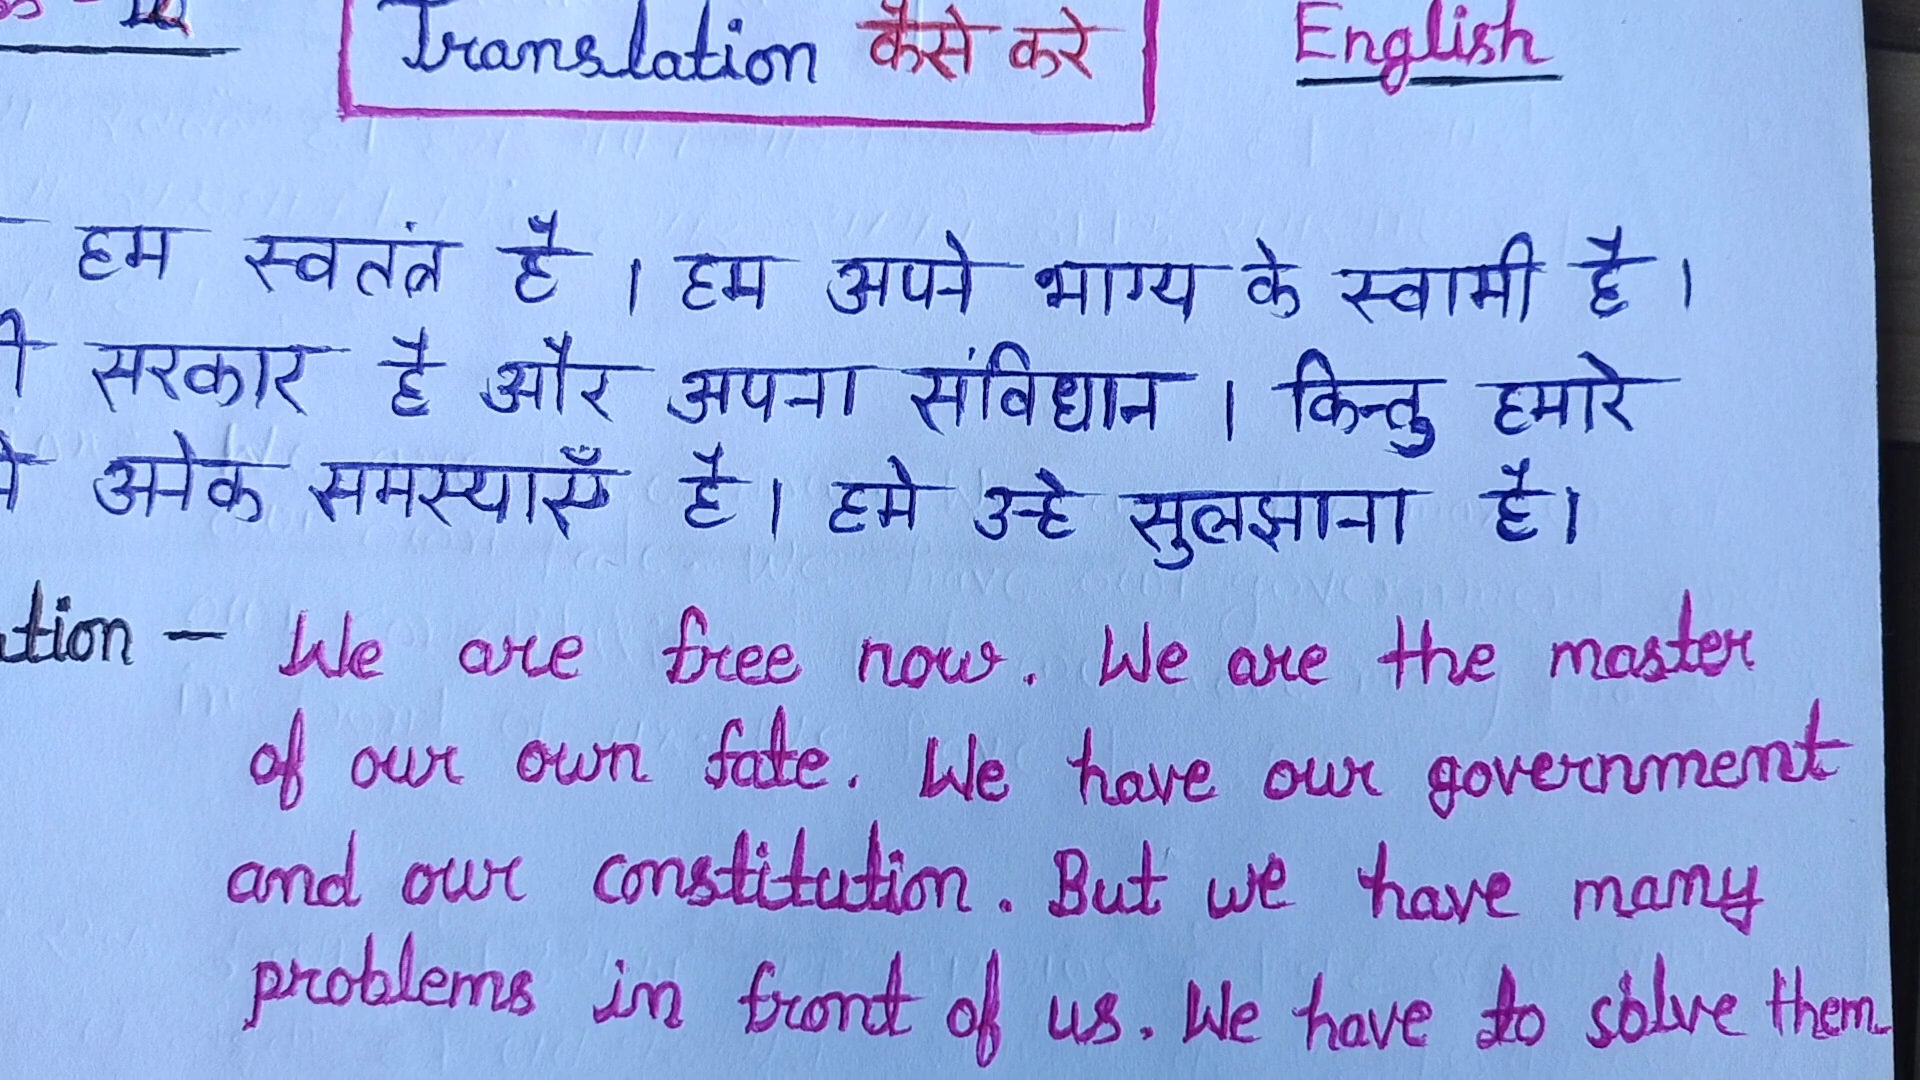 Translation कैसे करे English
हम स्वतंत्र है । हम अपने भाग्य के स्वामी है ।
सरकार है और अपना संविधान । किन्तु हमारे
अनेक समस्याएँ है । हमे उन्हे सुलझाना है ।
tion – We are free now. We are the master
of our own fate. We have our government
and our constitution. But we have many
problems in front of us. We have to solve them.